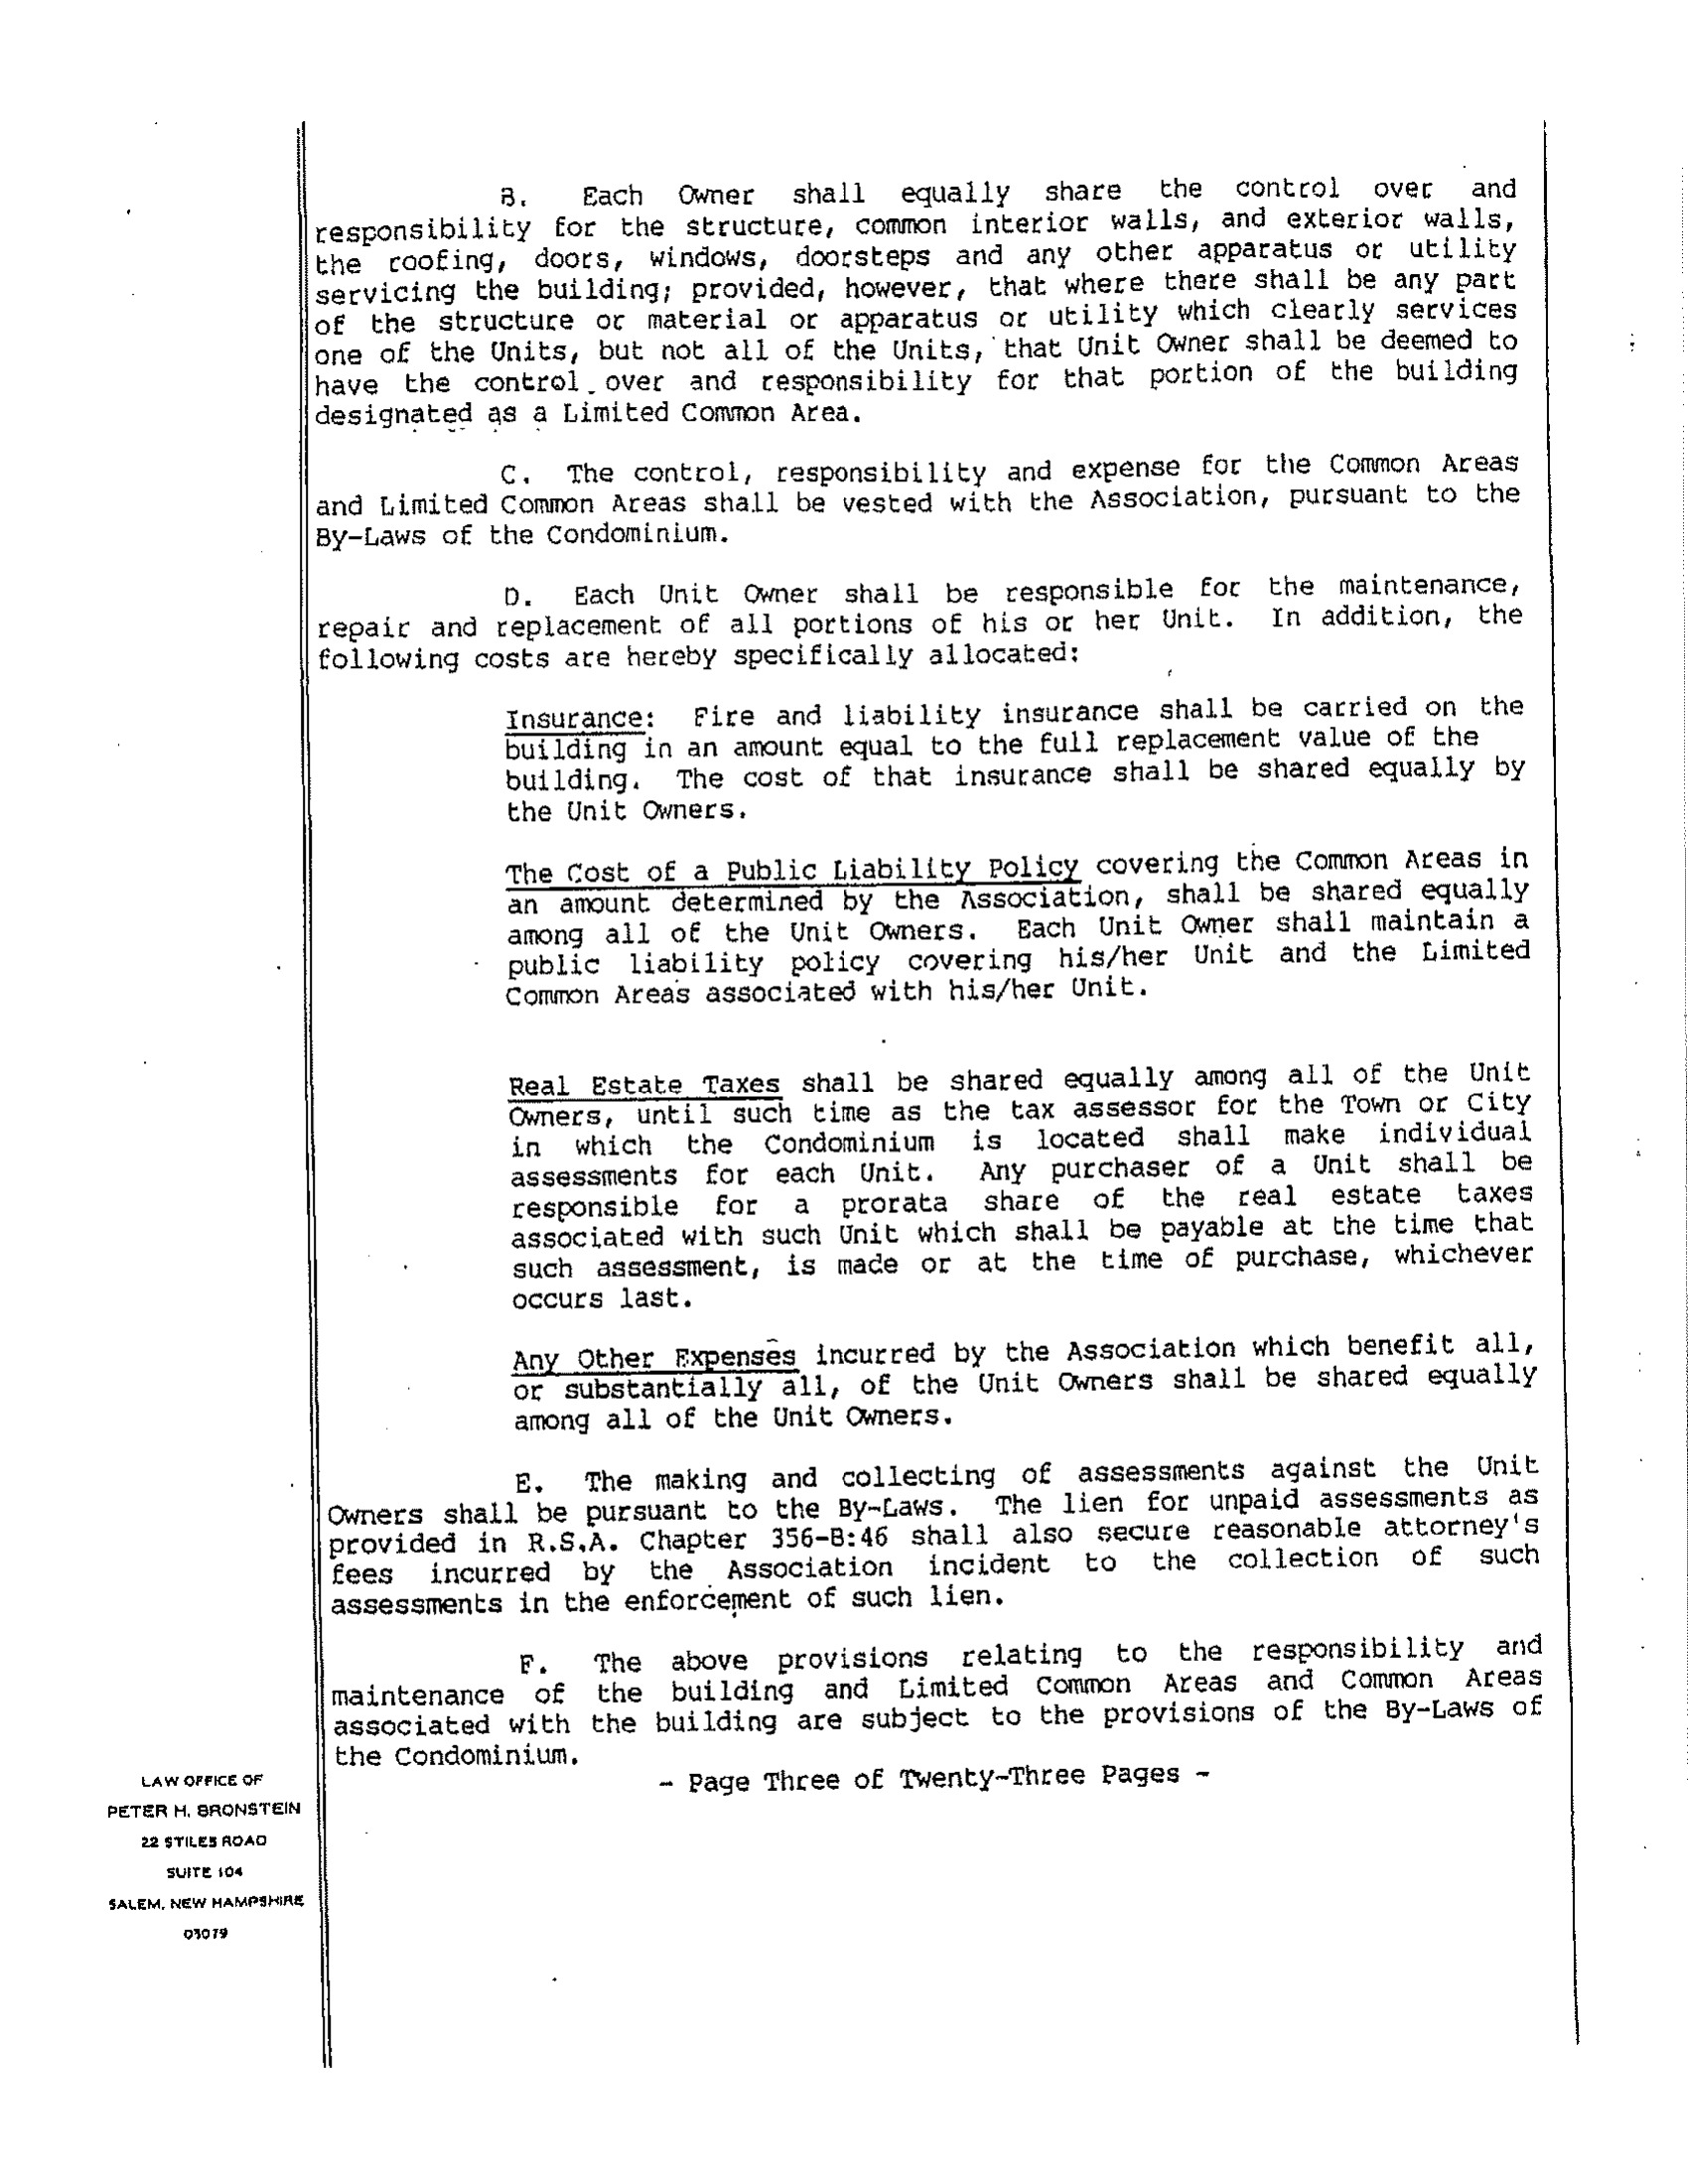 B. Each Owner shall equally share the control over and
responsibility for the structure, common interior walls, and exterior walls,
the roofing, doors, windows, doorsteps and any other apparatus or utility
servicing the building; provided, however, that where there shall be any part
of the structure or material or apparatus or utility which clearly services
one of the Units, but not all of the Units, that Unit Owner shall be deemed to
have the control over and responsibility for that portion of the building
designated as a Limited Common Area.
C. The control, responsibility and expense for the Common Areas
and Limited Common Areas shall be vested with the Association, pursuant to the
By-Laws of the Condominium.
D. Each Unit Owner shall be responsible for the maintenance,
repair and replacement of all portions of his or her Unit. In addition, the
following costs are hereby specifically allocated:
Insurance: Fire and liability insurance shall be carried on the
building in an amount equal to the full replacement value of the
building. The cost of that insurance shall be shared equally by
the Unit Owners.
The Cost of a Public Liability Policy covering the Common Areas in
an amount determined by the Association, shall be shared equally
among all of the Unit Owners. Each Unit Owner shall maintain a
public liability policy covering his/her Unit and the Limited
Common Areas associated with his/her Unit.
Real Estate Taxes shall be shared equally among all of the Unit
Owners, until such time as the tax assessor for the Town or City
in which the Condominium is located shall make individual
assessments for each Unit. Any purchaser of a Unit shall be
responsible for a prorata share of the real estate taxes
associated with such Unit which shall be payable at the time that
such assessment, is made or at the time of purchase, whichever
occurs last.
Any Other Expenses incurred by the Association which benefit all,
or substantially all, of the Unit Owners shall be shared equally
among all of the Unit Owners.
E. The making and collecting of assessments against the Unit
Owners shall be pursuant to the By-Laws. The lien for unpaid assessments as
provided in R.S.A. Chapter 356-B:46 shall also secure reasonable attorney's
fees incurred by the Association incident to the collection of such
assessments in the enforcement of such lien.
F. The above provisions relating to the responsibility and
maintenance of the building and Limited Common Areas and Common Areas
associated with the building are subject to the provisions of the By-Laws of
the Condominium.
- Page Three of Twenty-Three Pages -
LAW OFFICE OF
PETER H. BRONSTEIN
22 STILES ROAD
SUITE 104
SALEM, NEW HAMPSHIRE
03079